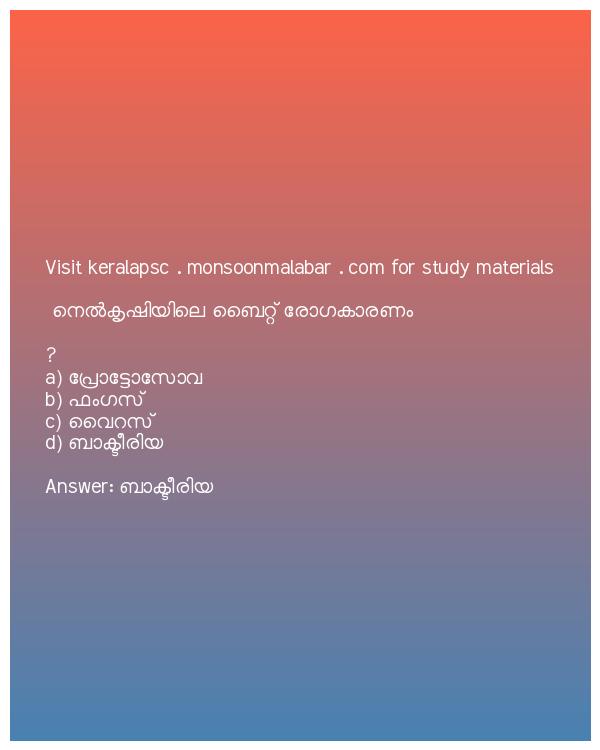 Visit keralapsc . monsoonmalabar . com for study materials
നെൽകൃഷിയിലെ ബൈറ്റ് രോഗകാരണം
?
a) പ്രോട്ടോസോവ
b) ഫംഗസ്
c) വൈറസ്
d) ബാക്ടീരിയ
Answer: ബാക്ടീരിയ